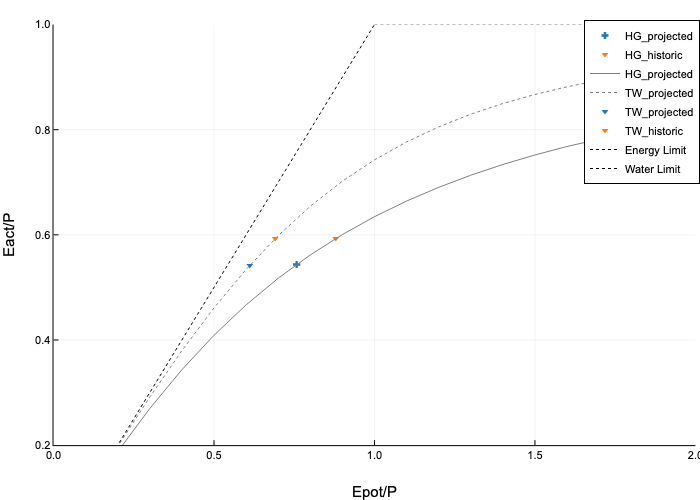 1.0
0.8
0.6
0.4
0.2
Eact/P
HG_projected
HG_historic
HG_projected
TW_projected
TW_projected
TW_historic
Energy Limit
Water Limit
0.0 0.5 1.0 1.5 2.0
Epot/P